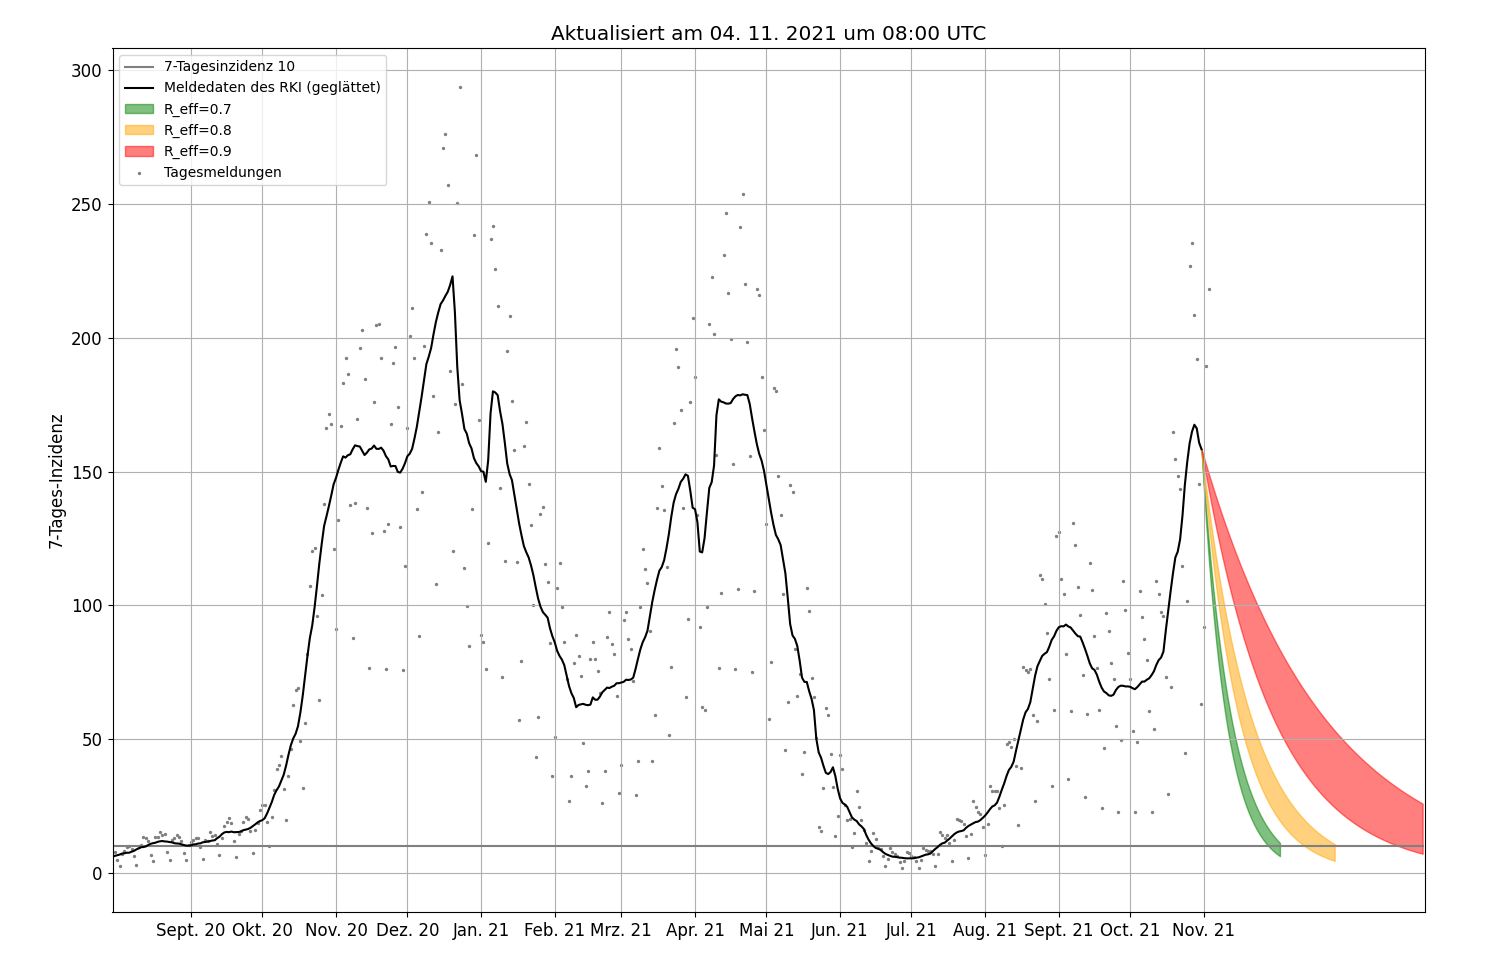 Aktualisiert am 04. 11. 2021 um 08:00 UTC
7-Tagesinzidenz 10
Meldedaten des RKI (geglättet)
R_eff=0.7
R_eff=0.8
R_eff=0.9
Tagesmeldungen
7-Tages-Inzidenz
300
250
200
150
100
50
0
Sept. 20 Okt. 20 Nov. 20 Dez. 20 Jan. 21 Feb. 21 Mrz. 21 Apr. 21 Mai 21 Jun. 21 Jul. 21 Aug. 21 Sept. 21 Oct. 21 Nov. 21